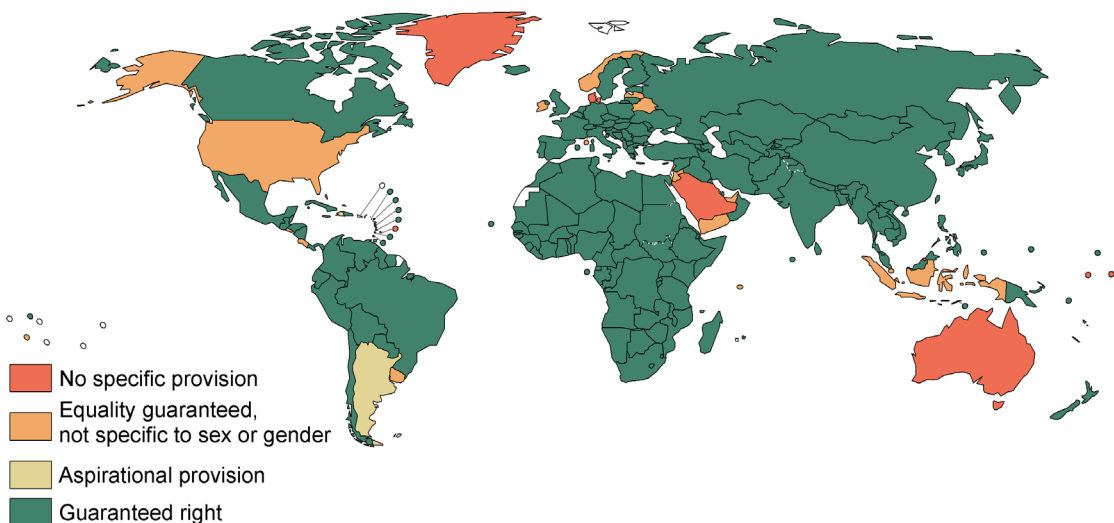 No specific provision
Equality guaranteed,
not specific to sex or gender
Aspirational provision
Guaranteed right